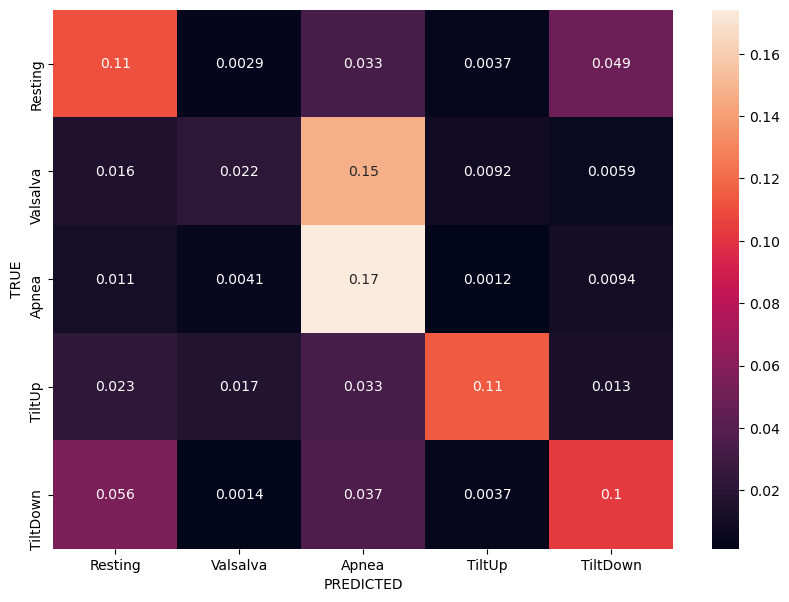 Resting 0.11 0.0029 0.033 0.0037 0.049
Valsalva 0.016 0.022 0.15 0.0092 0.0059
TRUE
Apnea 0.011 0.0041 0.17 0.0012 0.0094
TiltUp 0.023 0.017 0.033 0.11 0.013
TiltDown 0.056 0.0014 0.037 0.0037 0.1
Resting Valsalva Apnea TiltUp TiltDown
PREDICTED
0.16
0.14
0.12
0.10
0.08
0.06
0.04
0.02